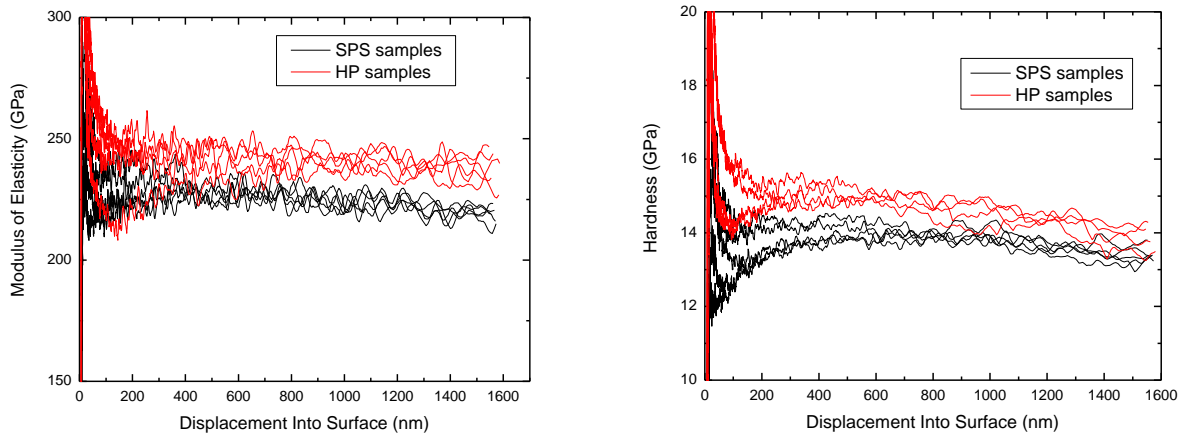 300
250
200
150
Modulus of Elasticity (GPa)
SPS samples
HP samples
0 200 400 600 800 1000 1200 1400 1600
Displacement Into Surface (nm)
20
18
16
14
12
10
Hardness (GPa)
SPS samples
HP samples
0 200 400 600 800 1000 1200 1400 1600
Displacement Into Surface (nm)